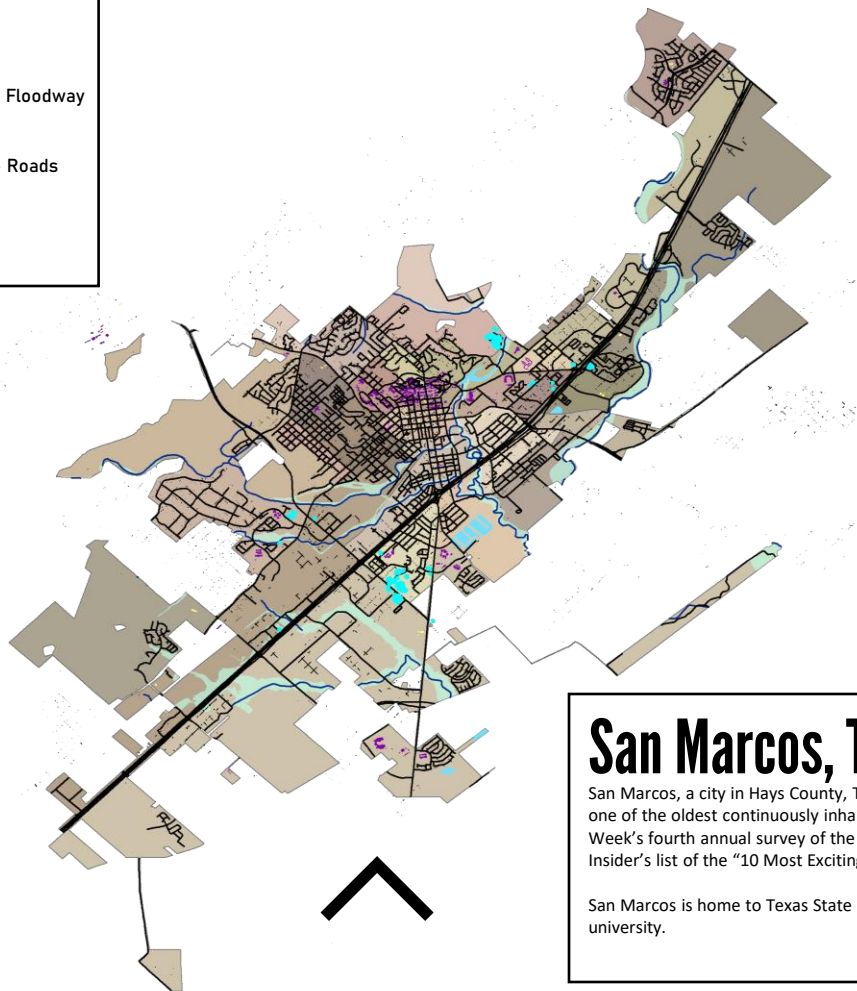 Floodway
Roads
San Marcos, T
San Marcos, a city in Hays County, T
one of the oldest continuously inha
Week’s fourth annual survey of the
Insider’s list of the “10 Most Exciting
San Marcos is home to Texas State
university.